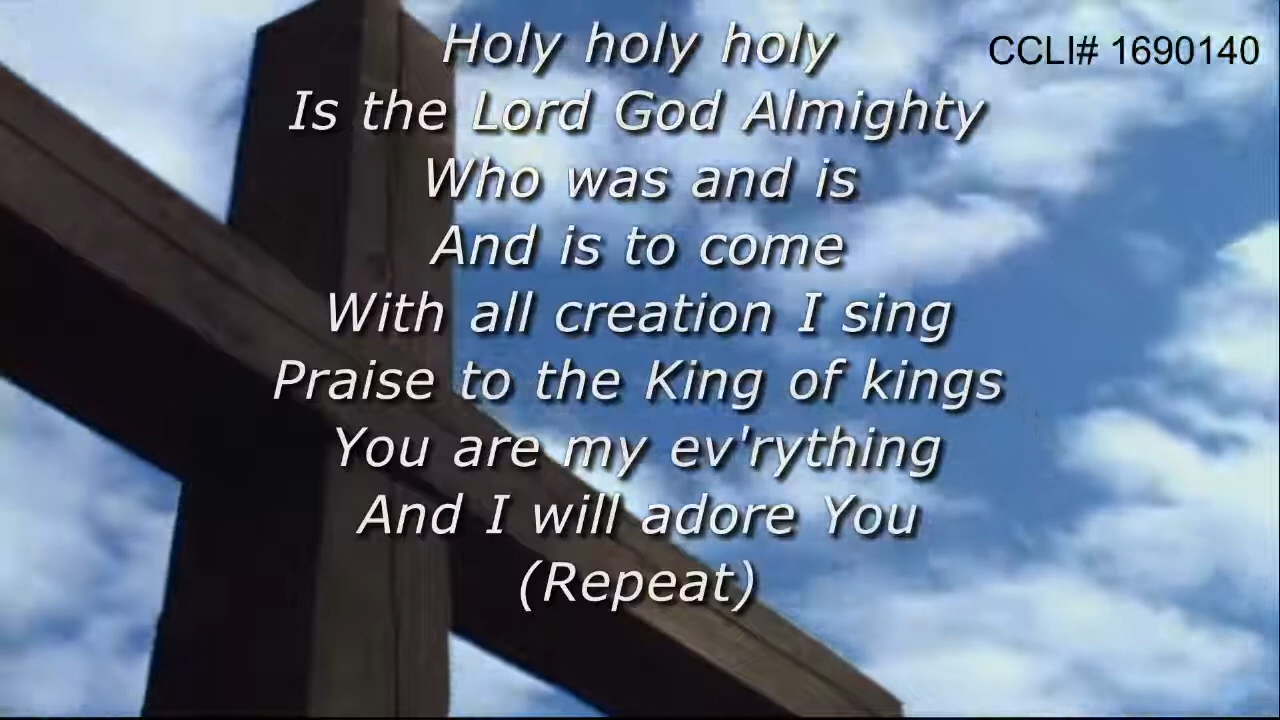 Holy holy holy
CCLI# 1690140
Is the Lord God Almighty
Who was and is
And is to come
With all creation I sing
Praise to the King of kings
You are my ev'rything
And I will adore You
(Repeat)